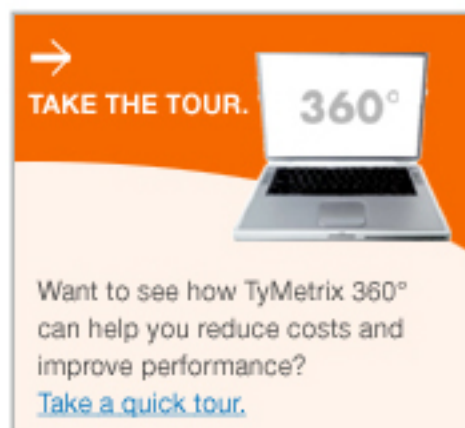 TAKE THE TOUR.
360°
Want to see how TyMetrix 360°
can help you reduce costs and
improve performance?
Take a quick tour.